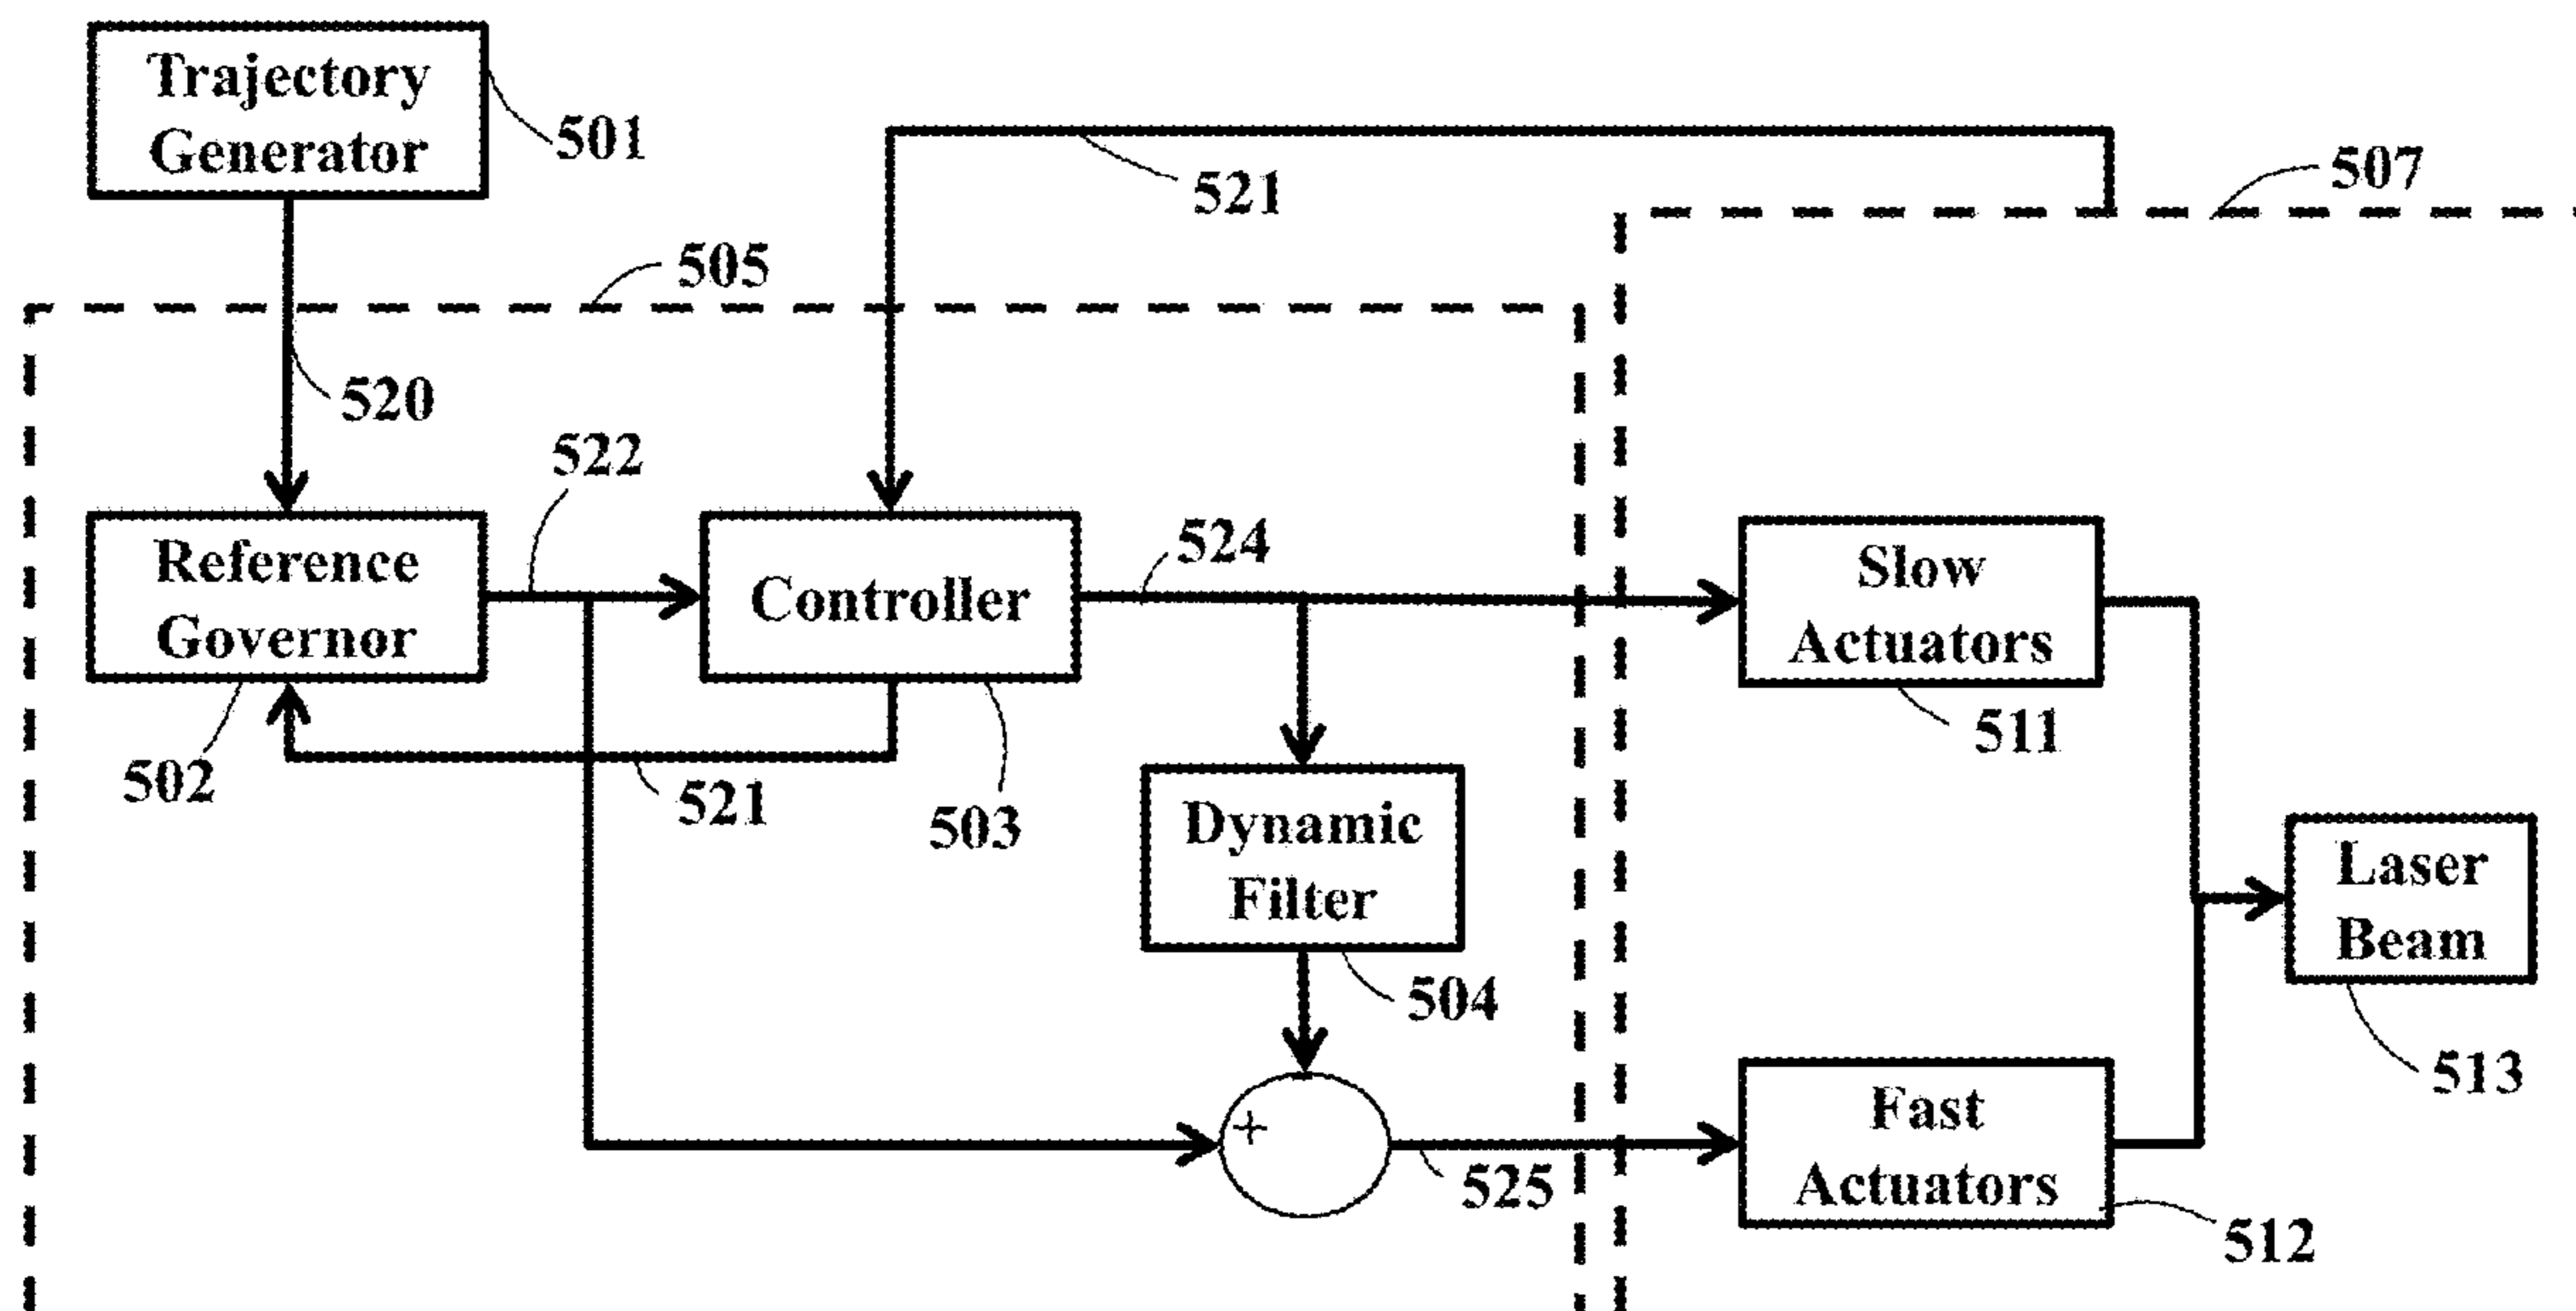 Trajectory
Generator
501
521
507
505
520
522
Reference
Governor
Controller
524
Slow
Actuators
502
521
503
511
Dynamic
Filter
504
Laser
Beam
513
+
525
Fast
Actuators
512